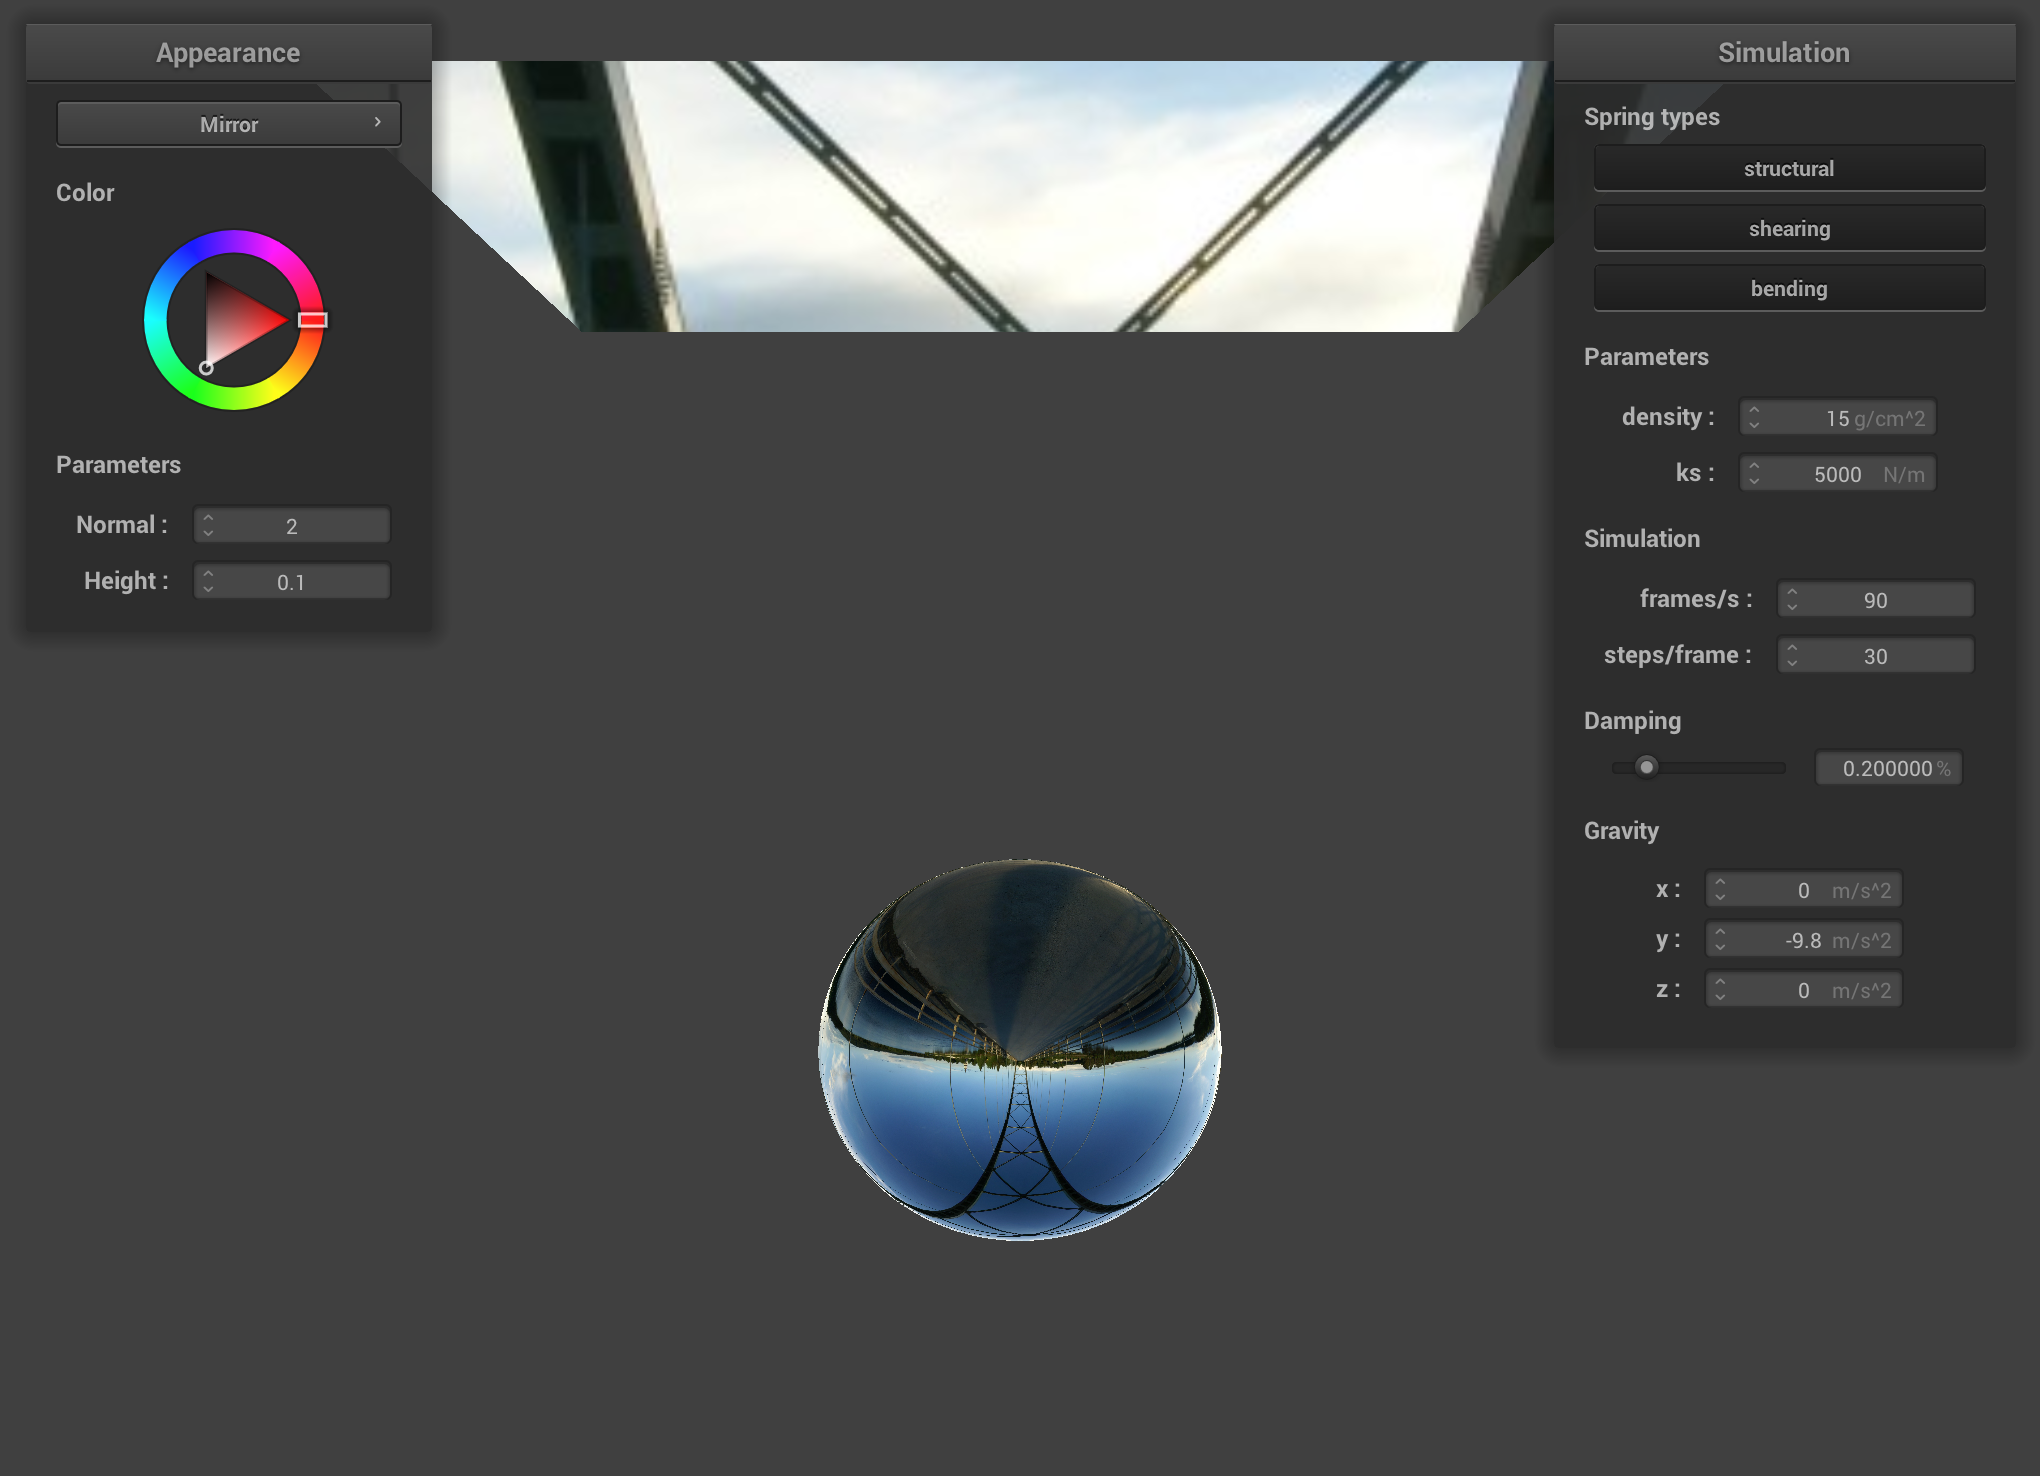 Appearance
Mirror
Color
Parameters
Normal : 2
Height : 0.1
Simulation
Spring types
structural
shearing
bending
Parameters
density : 15 g/cm^2
ks : 5000 N/m
Simulation
frames/s : 90
steps/frame : 30
Damping
0.200000 %
Gravity
x : 0 m/s^2
y : -9.8 m/s^2
z : 0 m/s^2